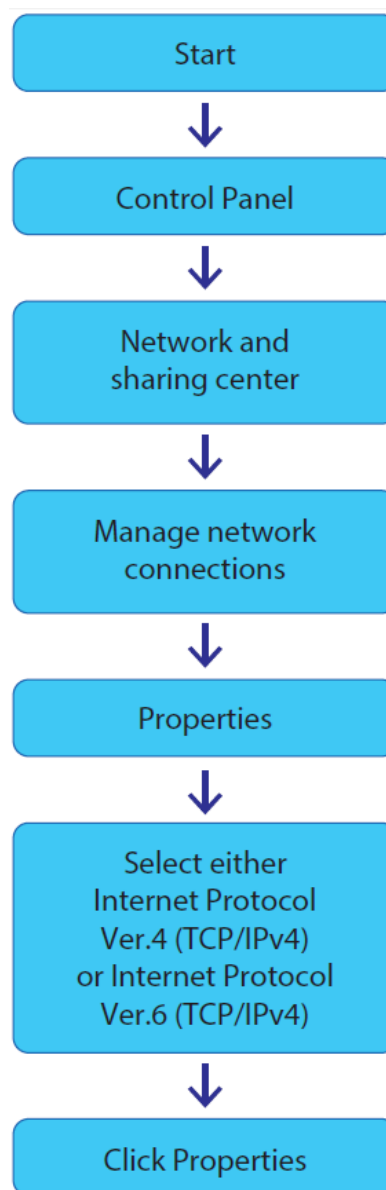 Start
Control Panel
Network and
sharing center
Manage network
connections
Properties
Select either
Internet Protocol
Ver.4 (TCP/IPv4)
or Internet Protocol
Ver.6 (TCP/IPv4)
Click Properties